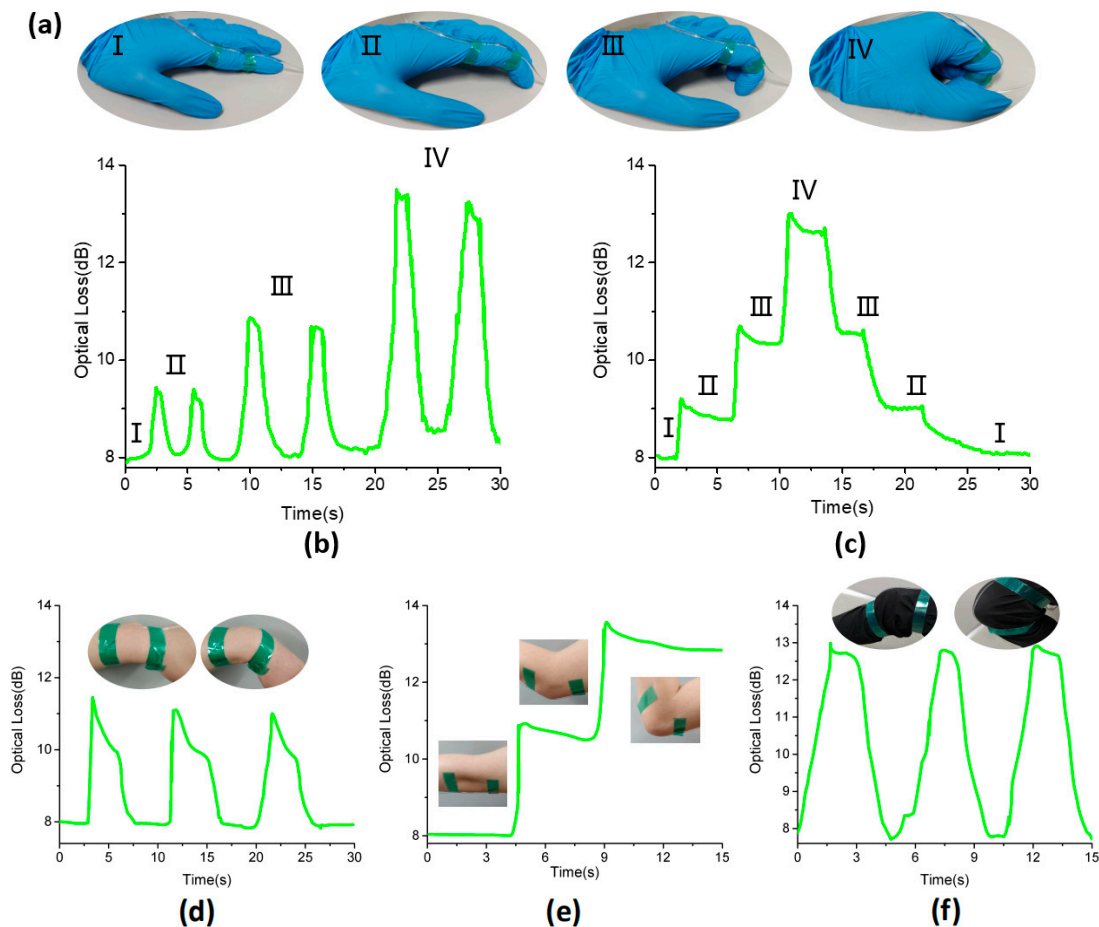 (a)
I
II
III
IV
Optical Loss(dB)
14
12
10
8
I
II
III
IV
0
5
10
15
20
25
30
Time(s)
(b)
Optical Loss(dB)
14
12
10
8
I
II
III
IV
III
II
I
0
5
10
15
20
25
30
Time(s)
(c)
Optical Loss(dB)
14
12
10
8
0
5
10
15
20
25
30
Time(s)
(d)
Optical Loss(dB)
14
12
10
8
0
3
6
9
12
15
Time(s)
(e)
Optical Loss(dB)
14
13
12
11
10
9
8
0
3
6
9
12
15
Time(s)
(f)